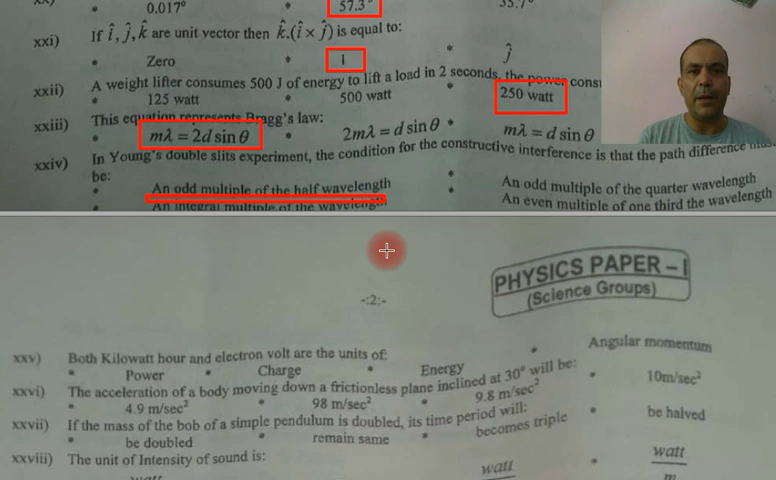 0.017° 57.3°
xxi) If î, ĵ, k̂ are unit vector then k̂.(î × ĵ) is equal to:
• Zero • 1 • ĵ
xxii) A weight lifter consumes 500 J of energy to lift a load in 2 seconds, the power
• 125 watt • 500 watt 250 watt
xxiii) This equation represents Bragg's law:
mλ = 2d sin θ • 2mλ = d sin θ • mλ = d sin θ
xxiv) In Young's double slits experiment, the condition for the constructive interference is that the path difference must
be:
• An odd multiple of the half wavelength • An odd multiple of the quarter wavelength
• An integral multiple of the wavelength • An even multiple of one third the wavelength
PHYSICS PAPER – I
(Science Groups)
-:2:-
xxv) Both Kilowatt hour and electron volt are the units of:
• Power • Charge • Energy • Angular momentum
xxvi) The acceleration of a body moving down a frictionless plane inclined at 30° will be:
• 4.9 m/sec² • 98 m/sec² • 9.8 m/sec² • 10m/sec²
xxvii) If the mass of the bob of a simple pendulum is doubled, its time period will:
• be doubled • remain same • becomes triple • be halved
xxviii) The unit of Intensity of sound is:
watt watt • watt
m